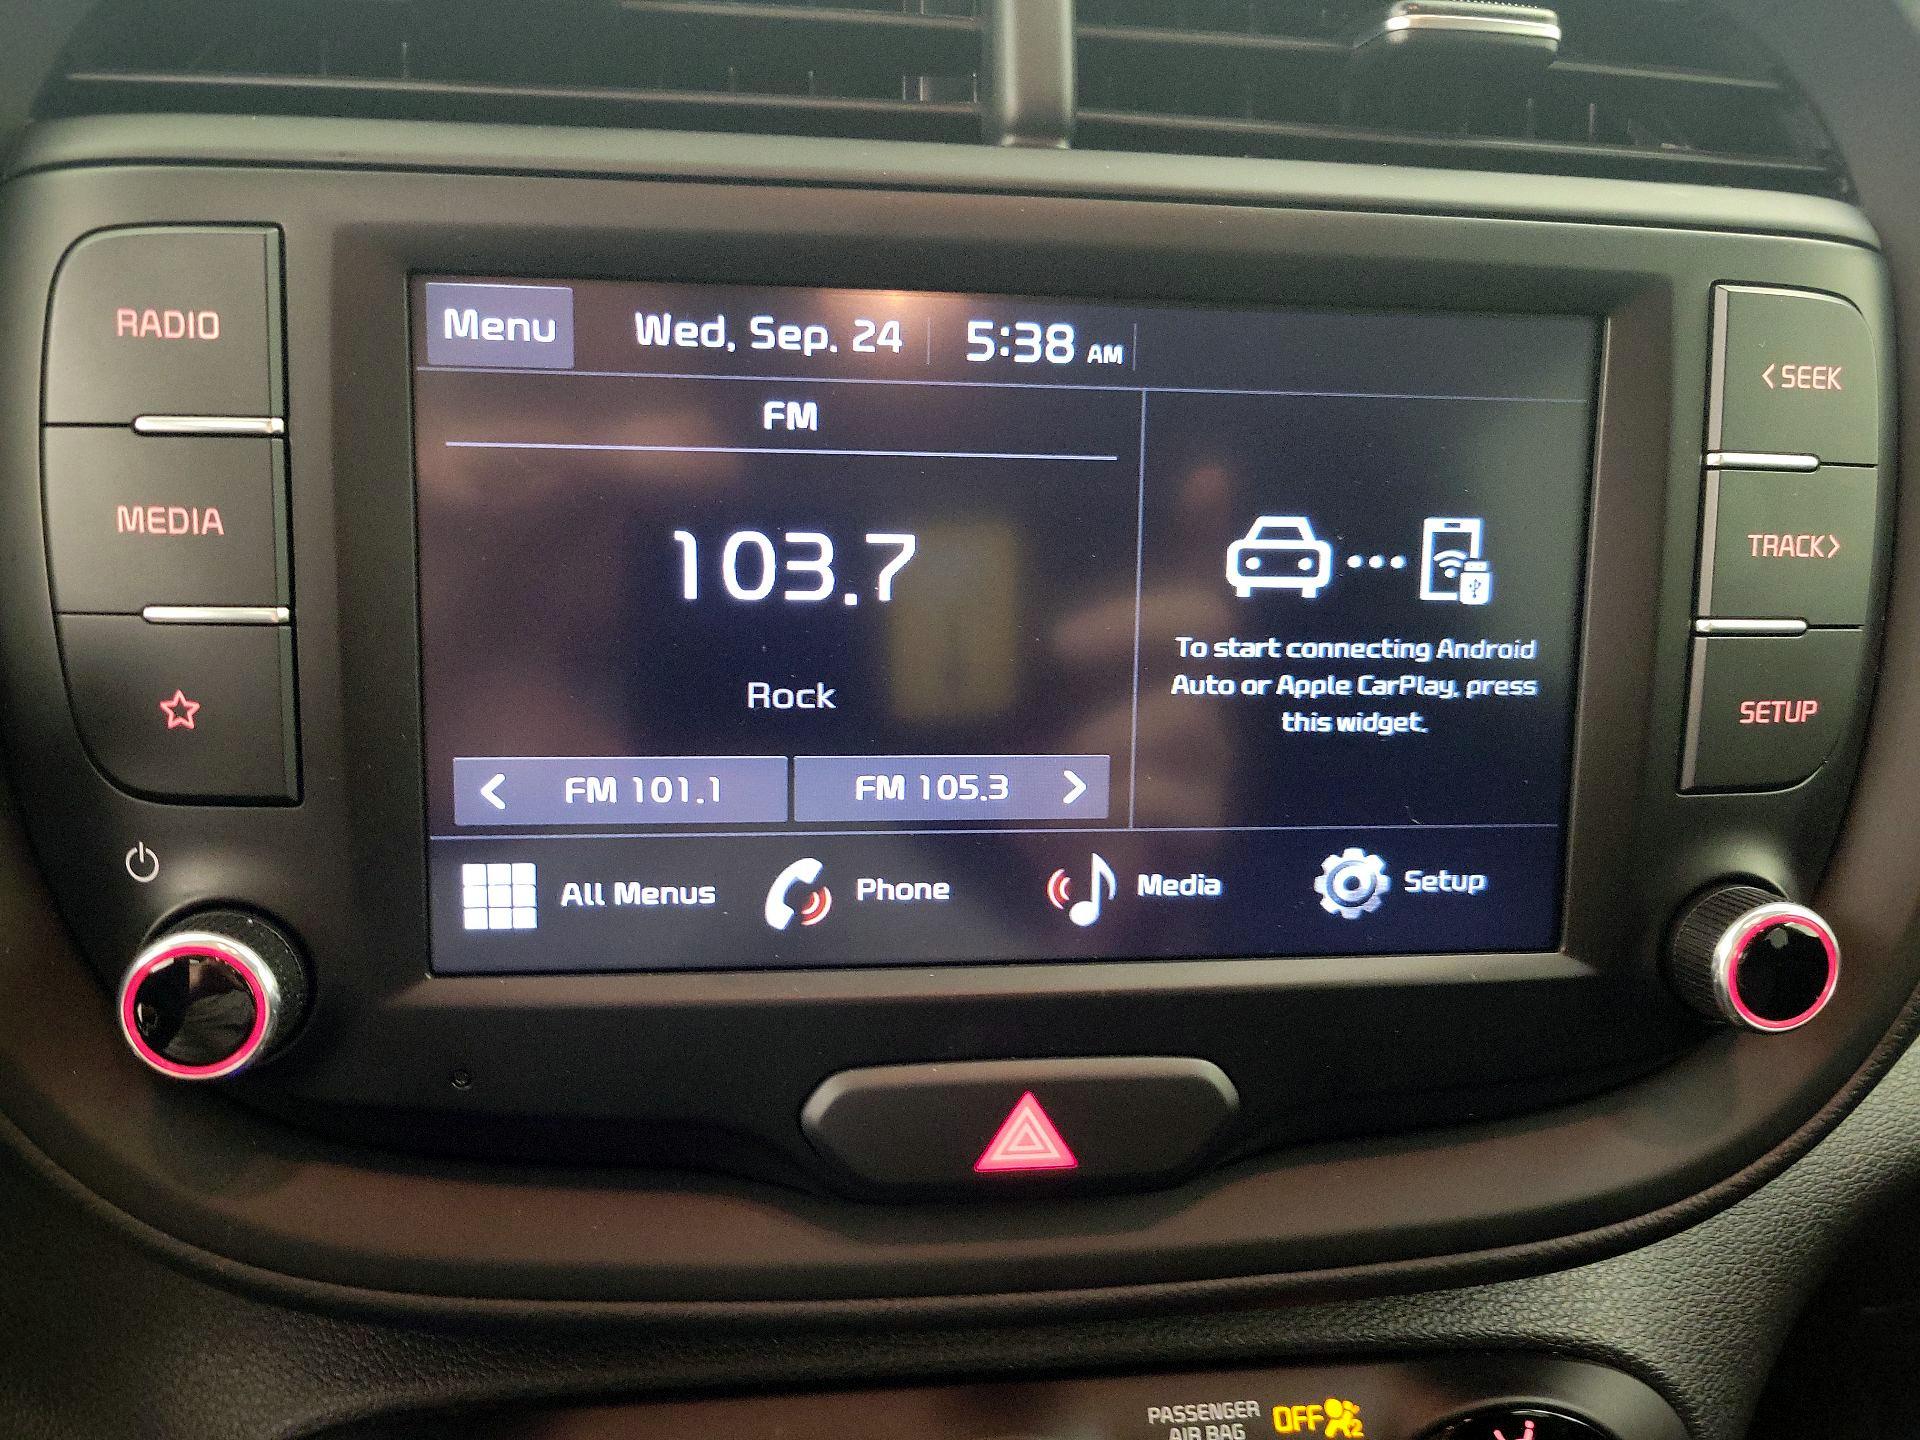 RADIO
MEDIA
Menu
Wed, Sep. 24
5:38 AM
FM
103.7
Rock
FM 101.1
FM 105.3
To start connecting Android
Auto or Apple CarPlay, press
this widget.
All Menus
Phone
Media
Setup
<SEEK
TRACK>
SETUP
PASSENGER
AIR BAG
OFF
2